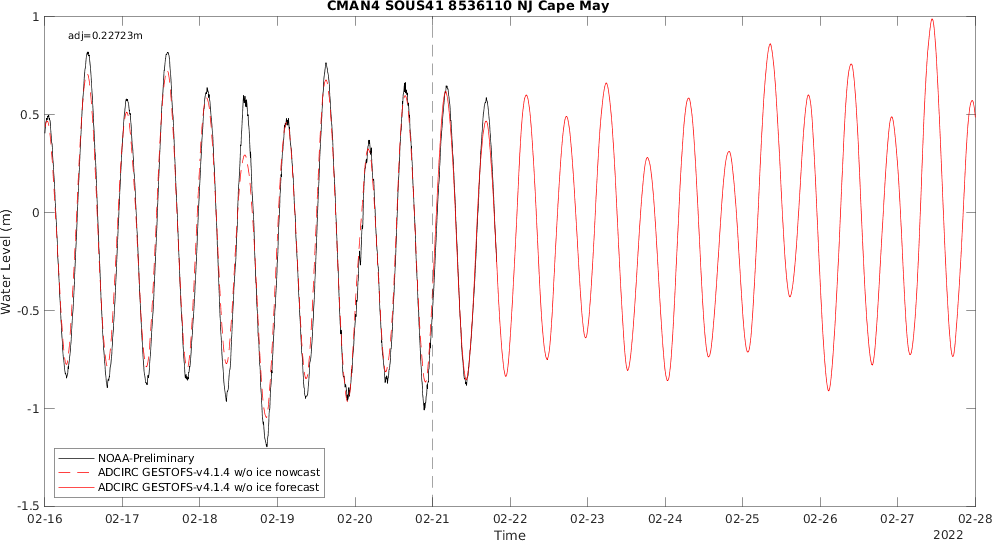 CMAN4 SOUS41 8536110 NJ Cape May
adj=0.22723m
1
0.5
0
-0.5
-1
-1.5
Water Level (m)
NOAA-Preliminary
ADCIRC GESTOFS-v4.1.4 w/o ice nowcast
ADCIRC GESTOFS-v4.1.4 w/o ice forecast
02-16 02-17 02-18 02-19 02-20 02-21 02-22 02-23 02-24 02-25 02-26 02-27 02-28
Time
2022